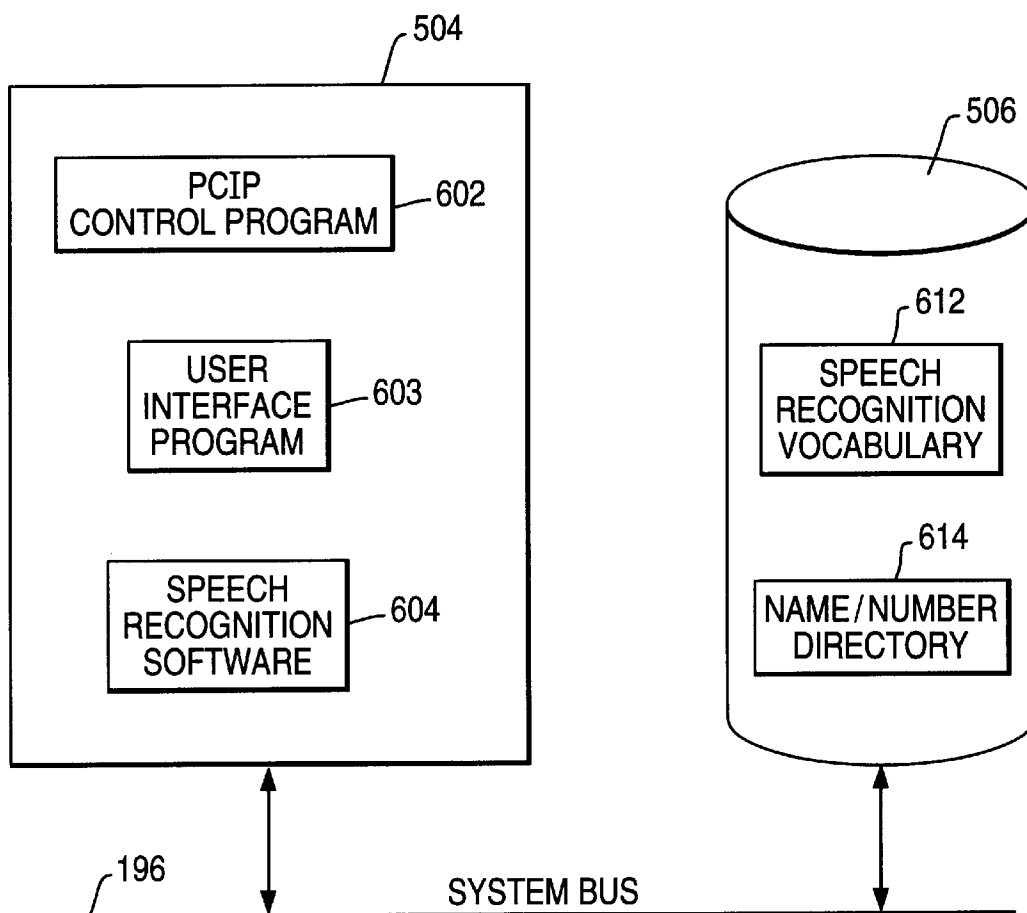 504
PCIP
CONTROL PROGRAM
602
USER
INTERFACE
PROGRAM
603
SPEECH
RECOGNITION
SOFTWARE
604
506
612
SPEECH
RECOGNITION
VOCABULARY
614
NAME/NUMBER
DIRECTORY
196
SYSTEM BUS